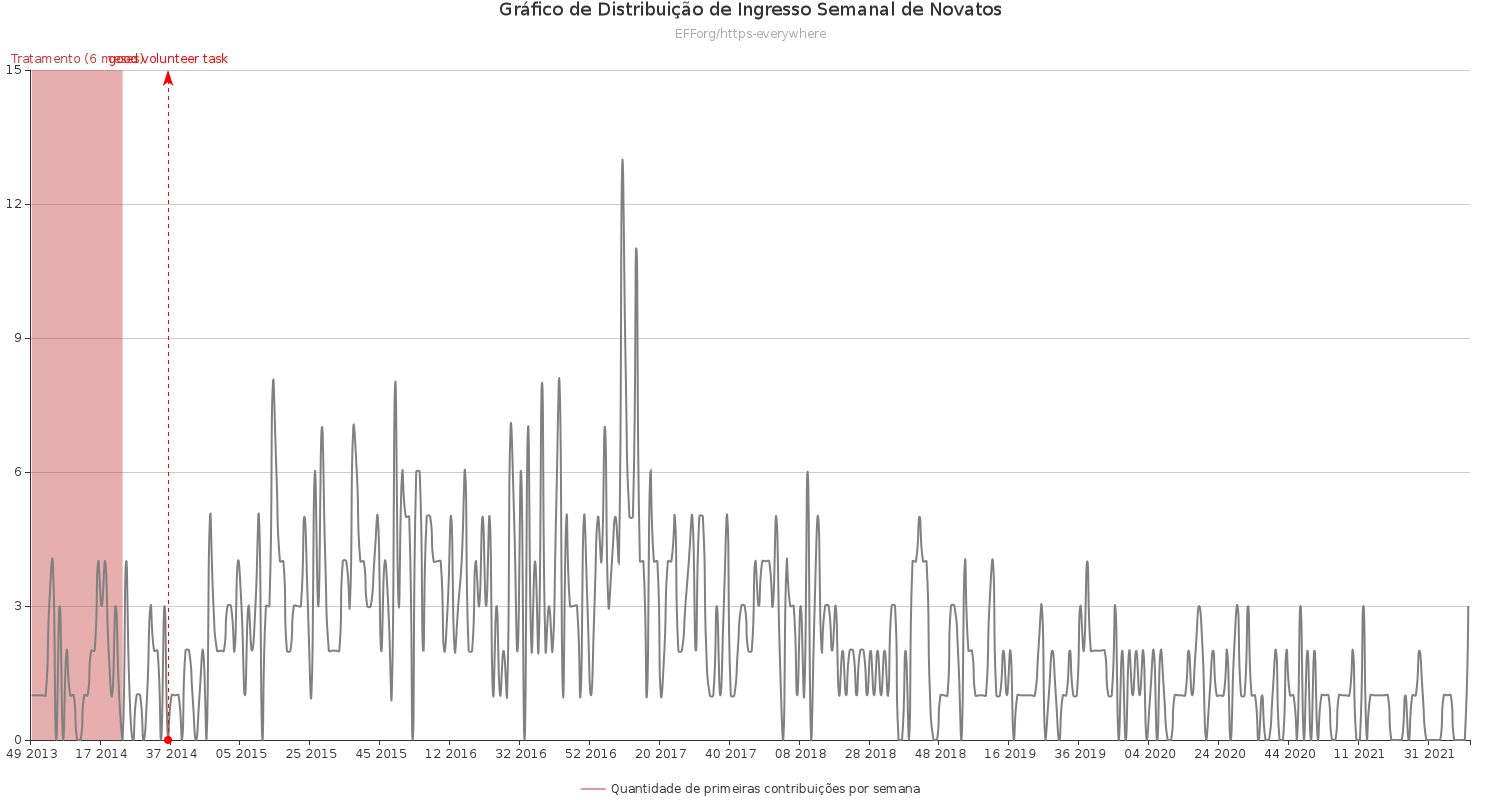 Gráfico de Distribuição de Ingresso Semanal de Novatos
EFForg/https-everywhere
Tratamento (6 meses)
good volunteer task
15
12
9
6
3
0
49 2013 17 2014 37 2014 05 2015 25 2015 45 2015 12 2016 32 2016 52 2016 20 2017 40 2017 08 2018 28 2018 48 2018 16 2019 36 2019 04 2020 24 2020 44 2020 11 2021 31 2021
Quantidade de primeiras contribuições por semana